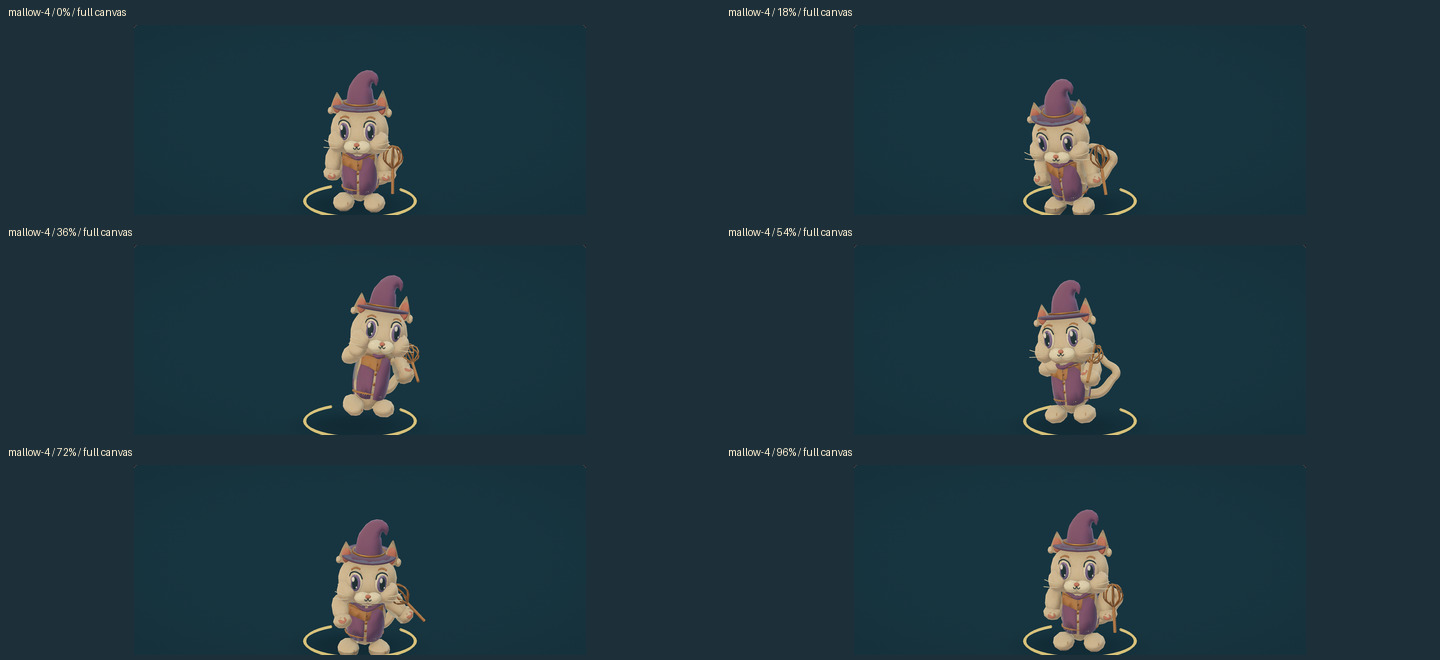 mallow-4 / 0% / full canvas
mallow-4 / 18% / full canvas
mallow-4 / 36% / full canvas
mallow-4 / 54% / full canvas
mallow-4 / 72% / full canvas
mallow-4 / 96% / full canvas